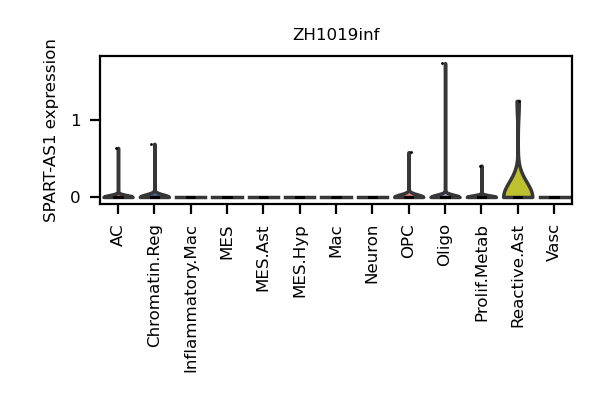 ZH1019inf
SPART-AS1 expression
1
0
AC
Chromatin.Reg
Inflammatory.Mac
MES
MES.Ast
MES.Hyp
Mac
Neuron
OPC
Oligo
Prolif.Metab
Reactive.Ast
Vasc